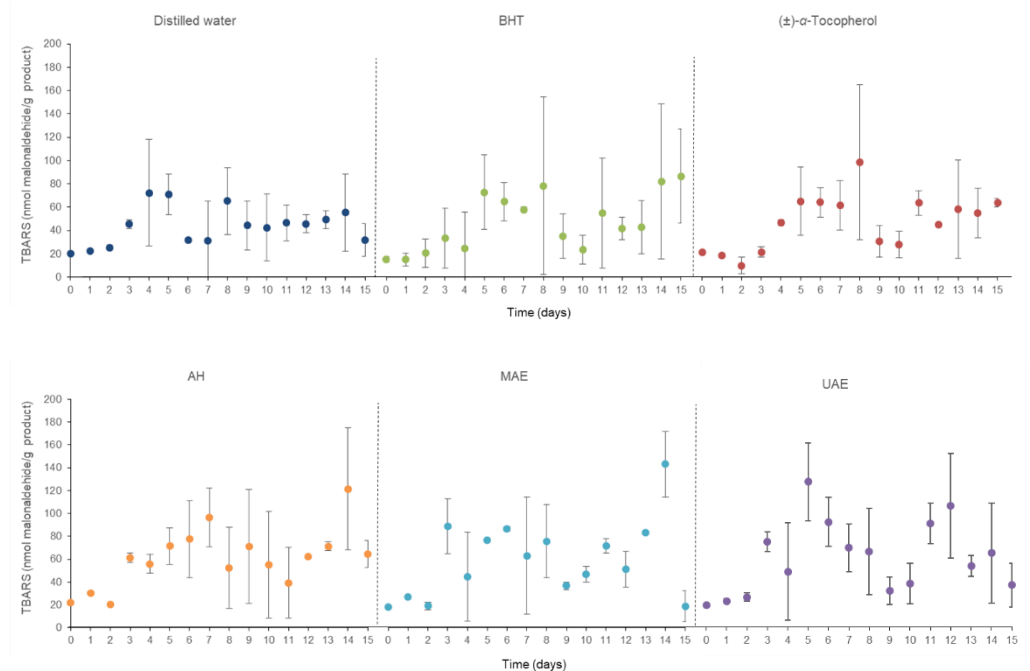 Distilled water BHT (±)-α-Tocopherol
TBARS (nmol malonaldehide/g product)
200
180
160
140
120
100
80
60
40
20
0
0 1 2 3 4 5 6 7 8 9 10 11 12 13 14 15 0 1 2 3 4 5 6 7 8 9 10 11 12 13 14 15 0 1 2 3 4 5 6 7 8 9 10 11 12 13 14 15
Time (days)
AH MAE UAE
TBARS (nmol malonaldehide/g product)
200
180
160
140
120
100
80
60
40
20
0
0 1 2 3 4 5 6 7 8 9 10 11 12 13 14 15 0 1 2 3 4 5 6 7 8 9 10 11 12 13 14 15 0 1 2 3 4 5 6 7 8 9 10 11 12 13 14 15
Time (days)